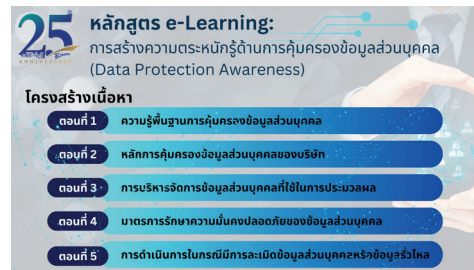 25
ANNIVERSARY
หลักสูตร e-Learning:
การสร้างความตระหนักรู้ด้านการคุ้มครองข้อมูลส่วนบุคคล
(Data Protection Awareness)
โครงสร้างเนื้อหา
ตอนที่ 1 ความรู้พื้นฐานการคุ้มครองข้อมูลส่วนบุคคล
ตอนที่ 2 หลักการคุ้มครองข้อมูลส่วนบุคคลของบริษัท
ตอนที่ 3 การบริหารจัดการข้อมูลส่วนบุคคลที่ใช้ในการประมวลผล
ตอนที่ 4 มาตรการรักษาความมั่นคงปลอดภัยของข้อมูลส่วนบุคคล
ตอนที่ 5 การดำเนินการในกรณีมีการละเมิดข้อมูลส่วนบุคคลหรือข้อมูลรั่วไหล